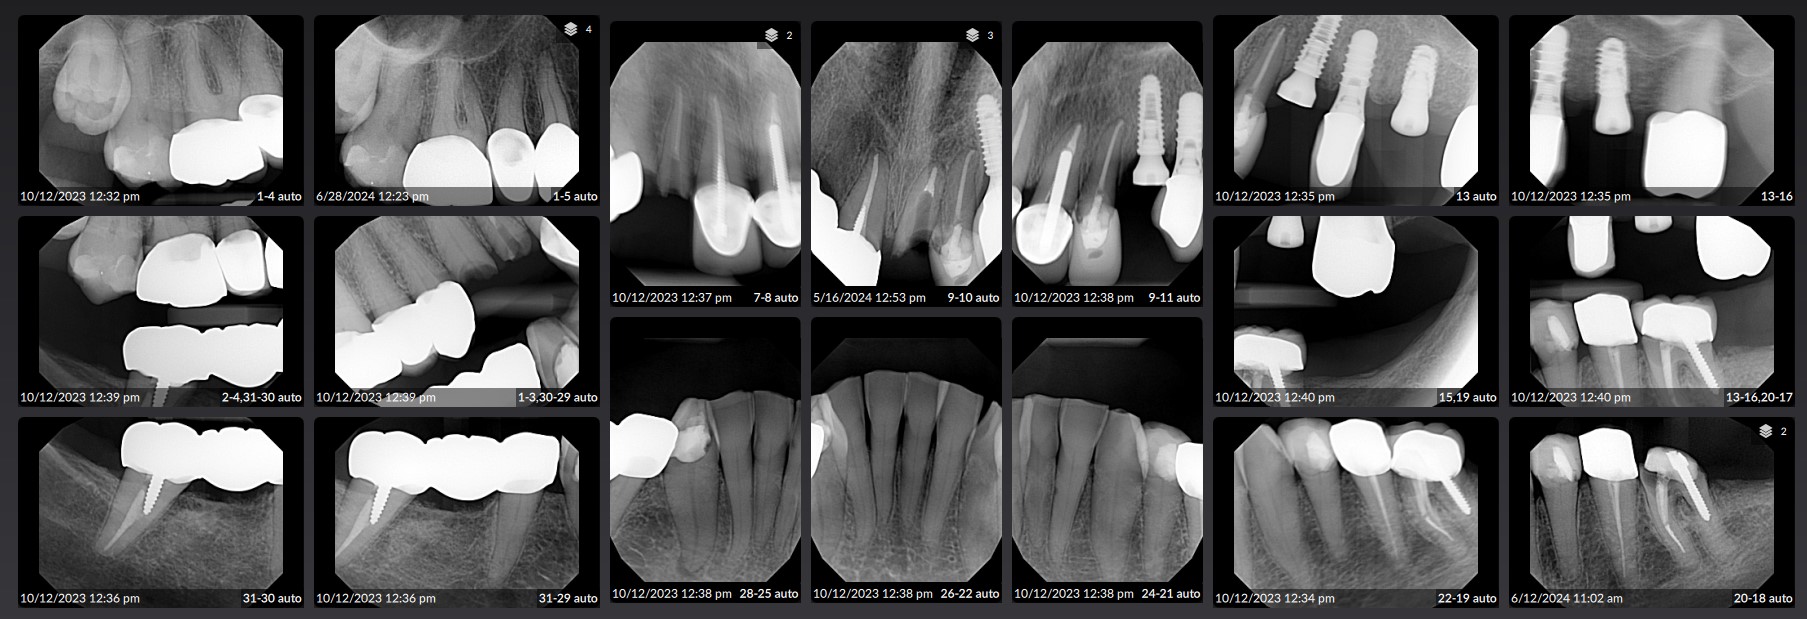 4
10/12/2023 12:32 pm 1-4 auto
6/28/2024 12:23 pm 1-5 auto
2
10/12/2023 12:37 pm 7-8 auto
3
5/16/2024 12:53 pm 9-10 auto
10/12/2023 12:38 pm 9-11 auto
10/12/2023 12:35 pm 13 auto
10/12/2023 12:35 pm 13-16
10/12/2023 12:39 pm 2-4,31-30 auto
10/12/2023 12:39 pm 1-3,30-29 auto
10/12/2023 12:40 pm 15,19 auto
10/12/2023 12:40 pm 13-16,20-17
10/12/2023 12:36 pm 31-30 auto
10/12/2023 12:36 pm 31-29 auto
10/12/2023 12:38 pm 28-25 auto
10/12/2023 12:38 pm 26-22 auto
10/12/2023 12:38 pm 24-21 auto
10/12/2023 12:34 pm 22-19 auto
2
6/12/2024 11:02 am 20-18 auto